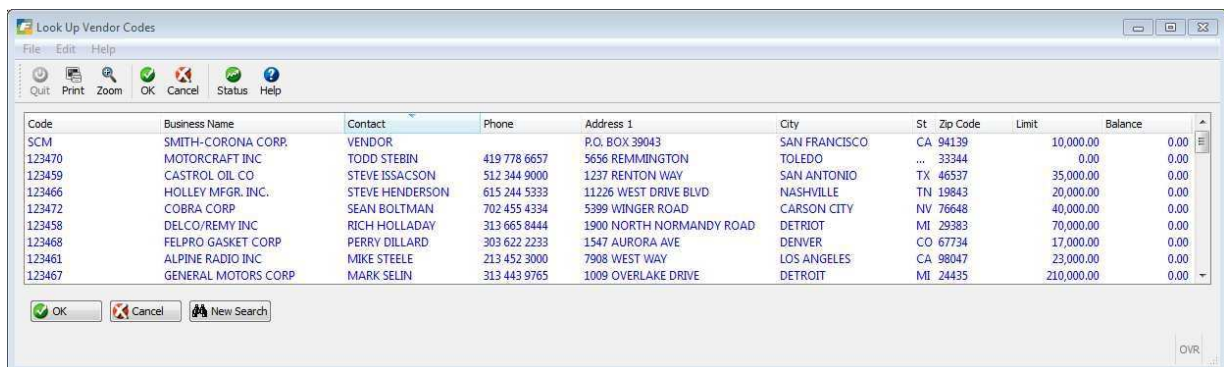 Look Up Vendor Codes
File Edit Help
Quit Print Zoom OK Cancel Status Help
Code Business Name Contact Phone Address 1 City St Zip Code Limit Balance
SCM SMITH-CORONA CORP. VENDOR P.O. BOX 39043 SAN FRANCISCO CA 94139 10,000.00 0.00
123470 MOTORCRAFT INC TODD STEBIN 419 778 6657 5656 REMMINGTON TOLEDO ... 33344 0.00 0.00
123459 CASTROL OIL CO STEVE ISSACSON 512 344 9000 1237 RENTON WAY SAN ANTONIO TX 46537 35,000.00 0.00
123466 HOLLEY MFGR. INC. STEVE HENDERSON 615 244 5333 11226 WEST DRIVE BLVD NASHVILLE TN 19843 20,000.00 0.00
123472 COBRA CORP SEAN BOLTMAN 702 455 4334 5399 WINGER ROAD CARSON CITY NV 76648 40,000.00 0.00
123458 DELCO/REMY INC RICH HOLLADAY 313 665 8444 1900 NORTH NORMANDY ROAD DETRIOT MI 29383 70,000.00 0.00
123468 FELPRO GASKET CORP PERRY DILLARD 303 622 2233 1547 AURORA AVE DENVER CO 67734 17,000.00 0.00
123461 ALPINE RADIO INC MIKE STEELE 213 452 3000 7908 WEST WAY LOS ANGELES CA 98047 23,000.00 0.00
123467 GENERAL MOTORS CORP MARK SELIN 313 443 9765 1009 OVERLAKE DRIVE DETROIT MI 24435 210,000.00 0.00
OK Cancel New Search
OVR